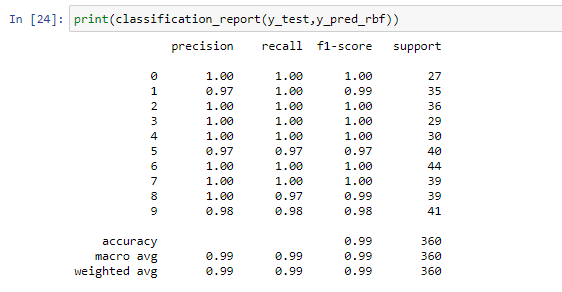 In [24]: print(classification_report(y_test,y_pred_rbf))
precision recall f1-score support
0 1.00 1.00 1.00 27
1 0.97 1.00 0.99 35
2 1.00 1.00 1.00 36
3 1.00 1.00 1.00 29
4 1.00 1.00 1.00 30
5 0.97 0.97 0.97 40
6 1.00 1.00 1.00 44
7 1.00 1.00 1.00 39
8 1.00 0.97 0.99 39
9 0.98 0.98 0.98 41
accuracy 0.99 360
macro avg 0.99 0.99 0.99 360
weighted avg 0.99 0.99 0.99 360